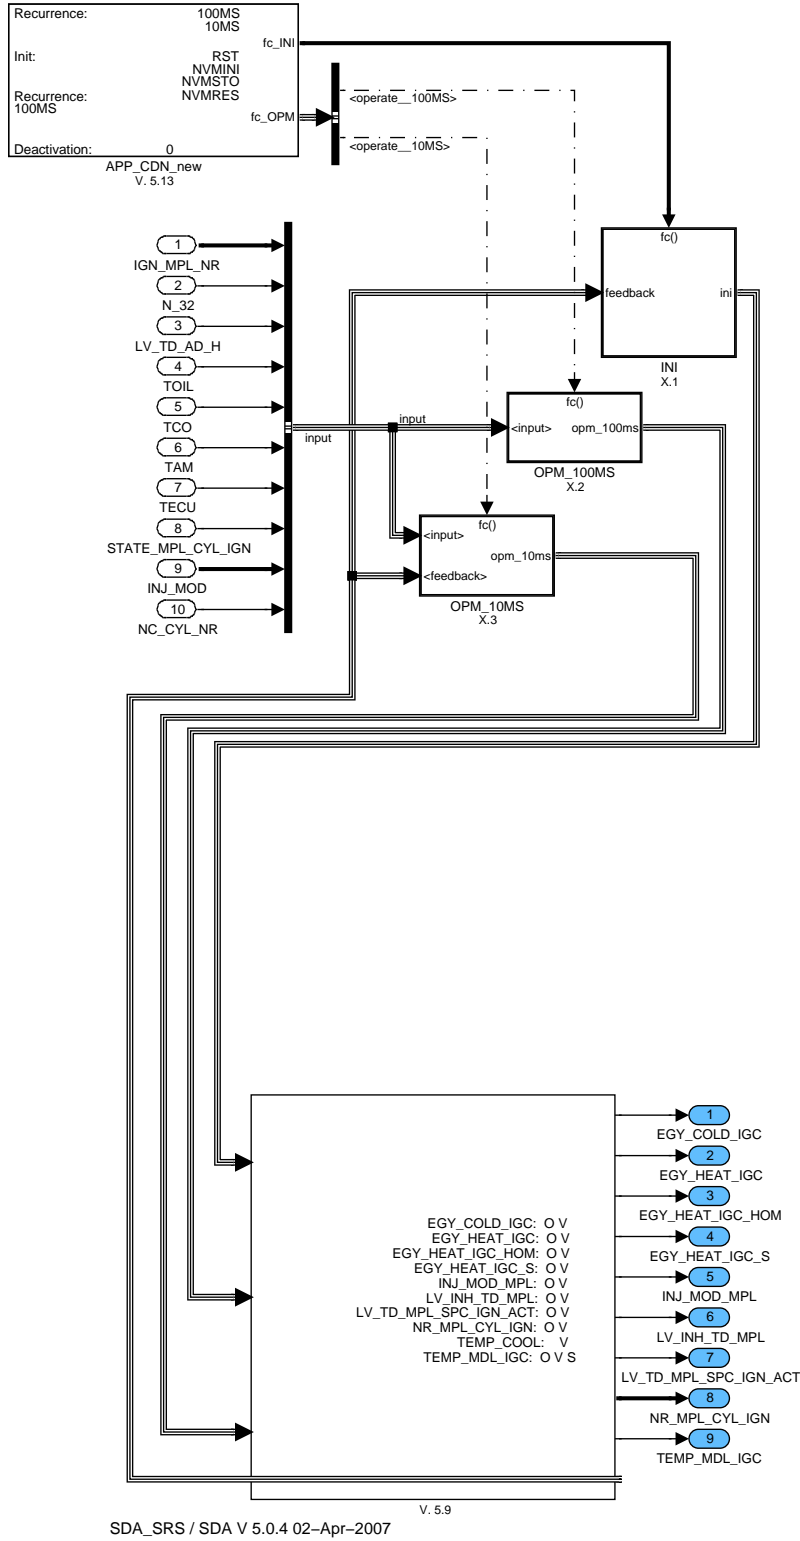 Recurrence: 100MS
10MS
fc_INI
Init: RST
NVMINI
NVMSTO
Recurrence: NVMRES
100MS
fc_OPM
Deactivation: 0
APP_CDN_new
V. 5.13
<operate__100MS>
<operate__10MS>
1
IGN_MPL_NR
2
N_32
3
LV_TD_AD_H
4
TOIL
5
TCO
6
TAM
7
TECU
8
STATE_MPL_CYL_IGN
9
INJ_MOD
10
NC_CYL_NR
input
input
fc()
feedback ini
INI
X.1
fc()
<input> opm_100ms
OPM_100MS
X.2
fc()
<input>
opm_10ms
<feedback>
OPM_10MS
X.3
EGY_COLD_IGC: O V
EGY_HEAT_IGC: O V
EGY_HEAT_IGC_HOM: O V
EGY_HEAT_IGC_S: O V
INJ_MOD_MPL: O V
LV_INH_TD_MPL: O V
LV_TD_MPL_SPC_IGN_ACT: O V
NR_MPL_CYL_IGN: O V
TEMP_COOL: V
TEMP_MDL_IGC: O V S
1
EGY_COLD_IGC
2
EGY_HEAT_IGC
3
EGY_HEAT_IGC_HOM
4
EGY_HEAT_IGC_S
5
INJ_MOD_MPL
6
LV_INH_TD_MPL
7
LV_TD_MPL_SPC_IGN_ACT
8
NR_MPL_CYL_IGN
9
TEMP_MDL_IGC
V. 5.9
SDA_SRS / SDA V 5.0.4 02−Apr−2007